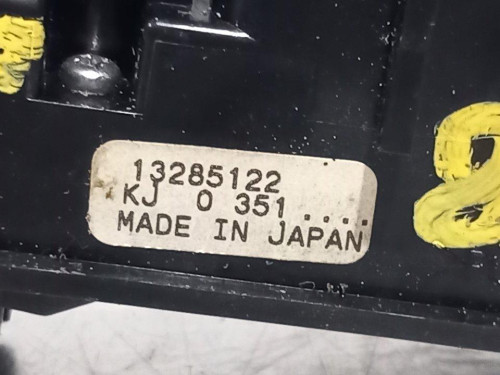 13285122
KJ 0 351 ....
MADE IN JAPAN